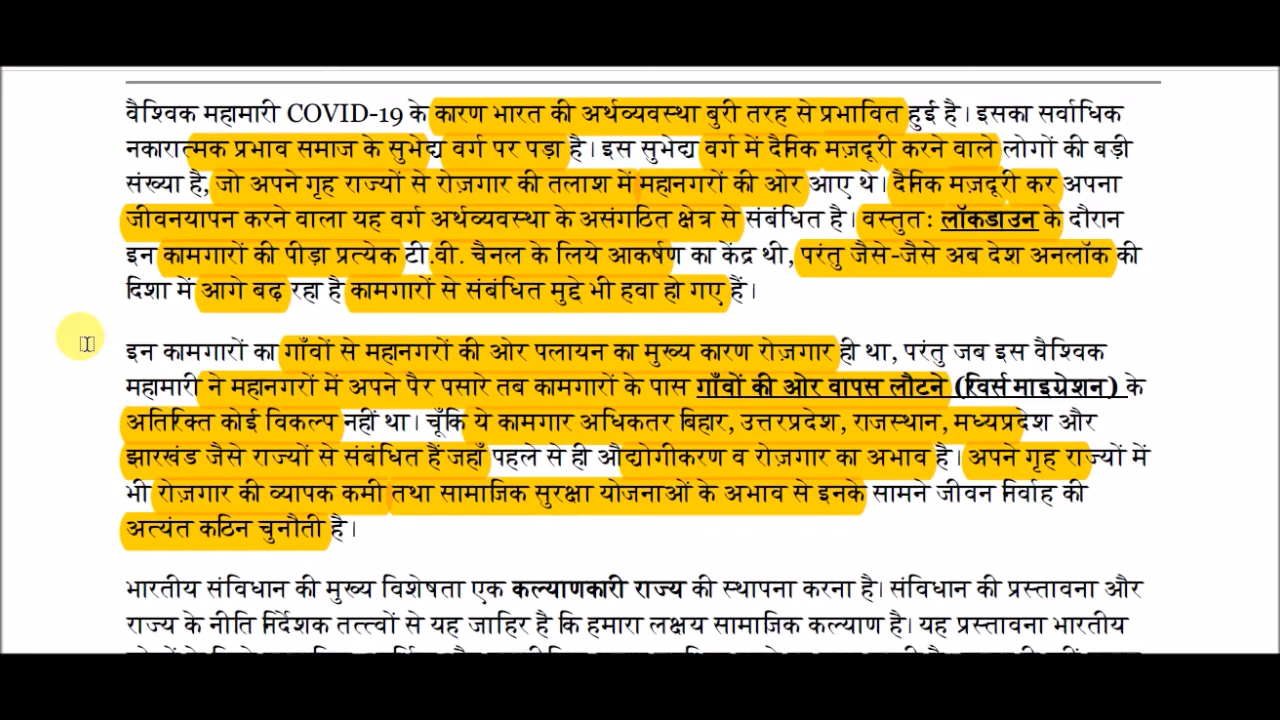 वैश्विक महामारी COVID-19 के कारण भारत की अर्थव्यवस्था बुरी तरह से प्रभावित हुई है। इसका सर्वाधिक
नकारात्मक प्रभाव समाज के सुभेद्य वर्ग पर पड़ा है। इस सुभेद्य वर्ग में दैनिक मज़दूरी करने वाले लोगों की बड़ी
संख्या है, जो अपने गृह राज्यों से रोज़गार की तलाश में महानगरों की ओर आए थे। दैनिक मज़दूरी कर अपना
जीवनयापन करने वाला यह वर्ग अर्थव्यवस्था के असंगठित क्षेत्र से संबंधित है। वस्तुत: लॉकडाउन के दौरान
इन कामगारों की पीड़ा प्रत्येक टी.वी. चैनल के लिये आकर्षण का केंद्र थी, परंतु जैसे-जैसे अब देश अनलॉक की
दिशा में आगे बढ़ रहा है कामगारों से संबंधित मुद्दे भी हवा हो गए हैं।
इन कामगारों का गाँवों से महानगरों की ओर पलायन का मुख्य कारण रोज़गार ही था, परंतु जब इस वैश्विक
महामारी ने महानगरों में अपने पैर पसारे तब कामगारों के पास गाँवों की ओर वापस लौटने (रिवर्स माइग्रेशन) के
अतिरिक्त कोई विकल्प नहीं था। चूँकि ये कामगार अधिकतर बिहार, उत्तरप्रदेश, राजस्थान, मध्यप्रदेश और
झारखंड जैसे राज्यों से संबंधित हैं जहाँ पहले से ही औद्योगीकरण व रोज़गार का अभाव है। अपने गृह राज्यों में
भी रोज़गार की व्यापक कमी तथा सामाजिक सुरक्षा योजनाओं के अभाव से इनके सामने जीवन निर्वाह की
अत्यंत कठिन चुनौती है।
भारतीय संविधान की मुख्य विशेषता एक कल्याणकारी राज्य की स्थापना करना है। संविधान की प्रस्तावना और
राज्य के नीति निर्देशक तत्त्वों से यह जाहिर है कि हमारा लक्षय सामाजिक कल्याण है। यह प्रस्तावना भारतीय